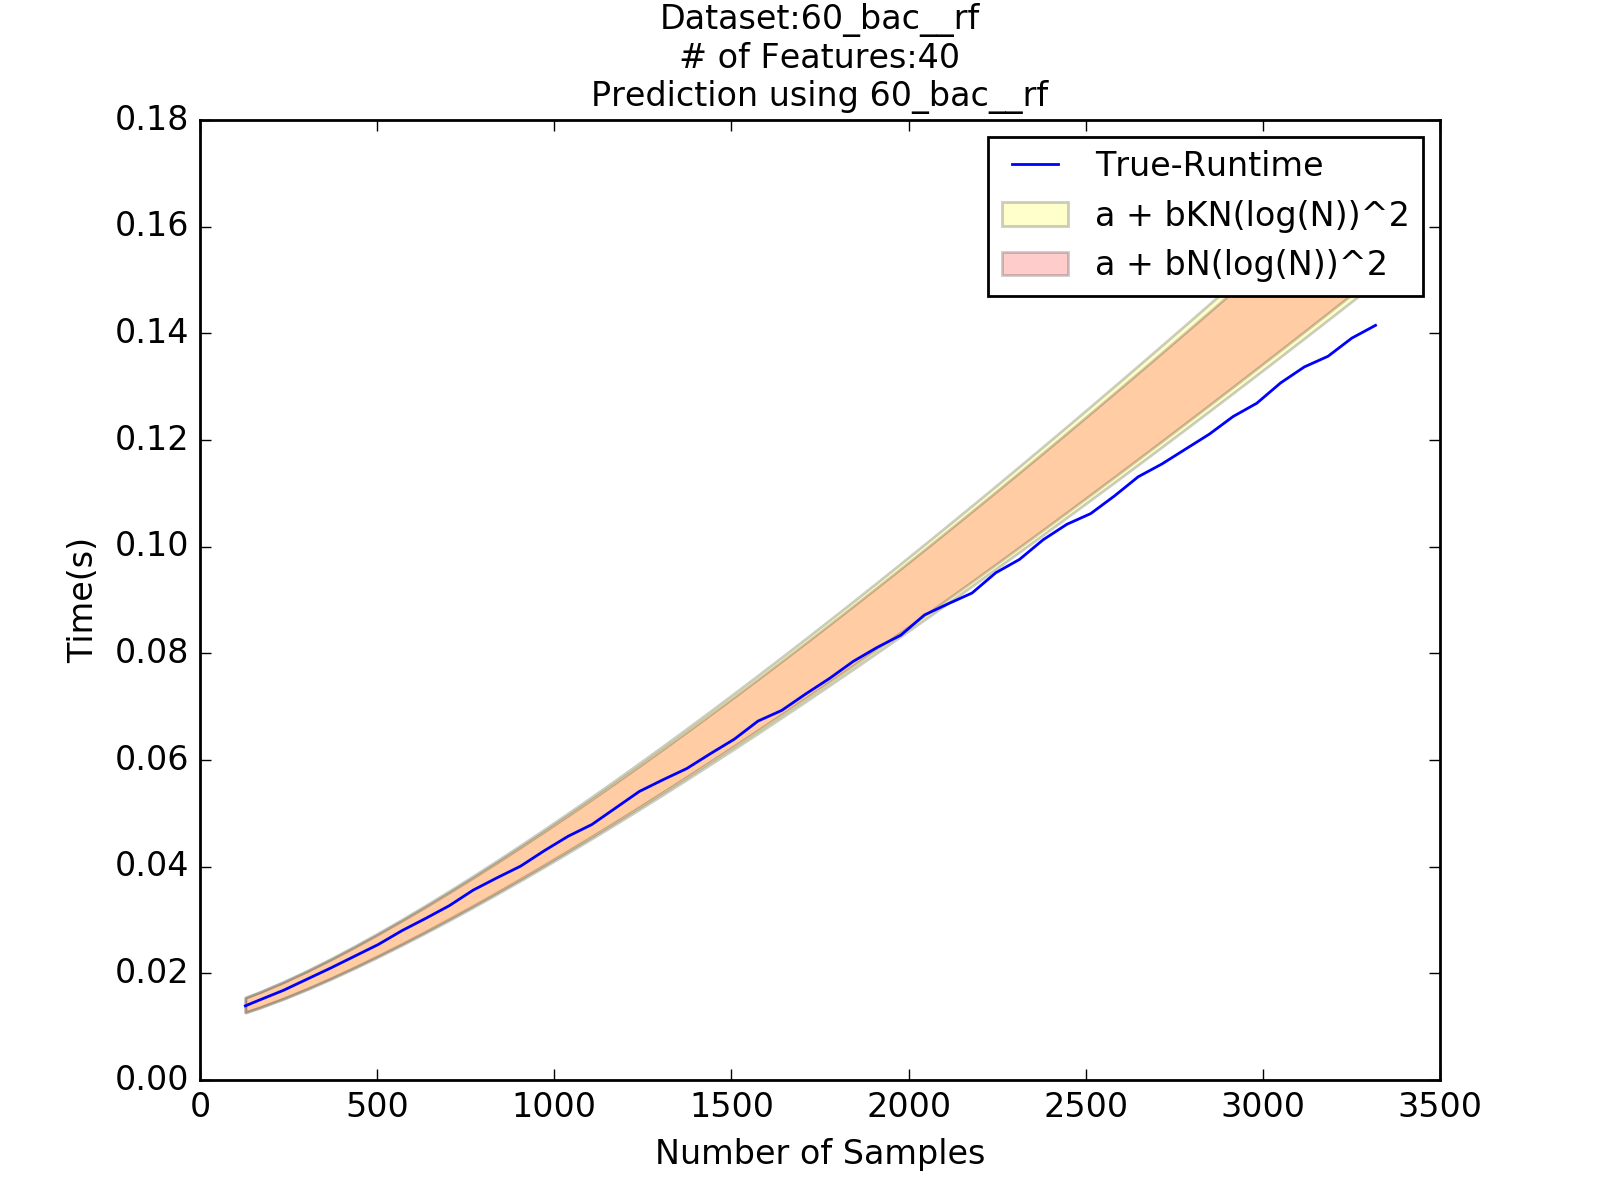 Dataset:60_bac__rf
# of Features:40
Prediction using 60_bac__rf
0.18
0.16
0.14
0.12
0.10
0.08
0.06
0.04
0.02
0.00
Time(s)
True-Runtime
a + bKN(log(N))^2
a + bN(log(N))^2
0 500 1000 1500 2000 2500 3000 3500
Number of Samples